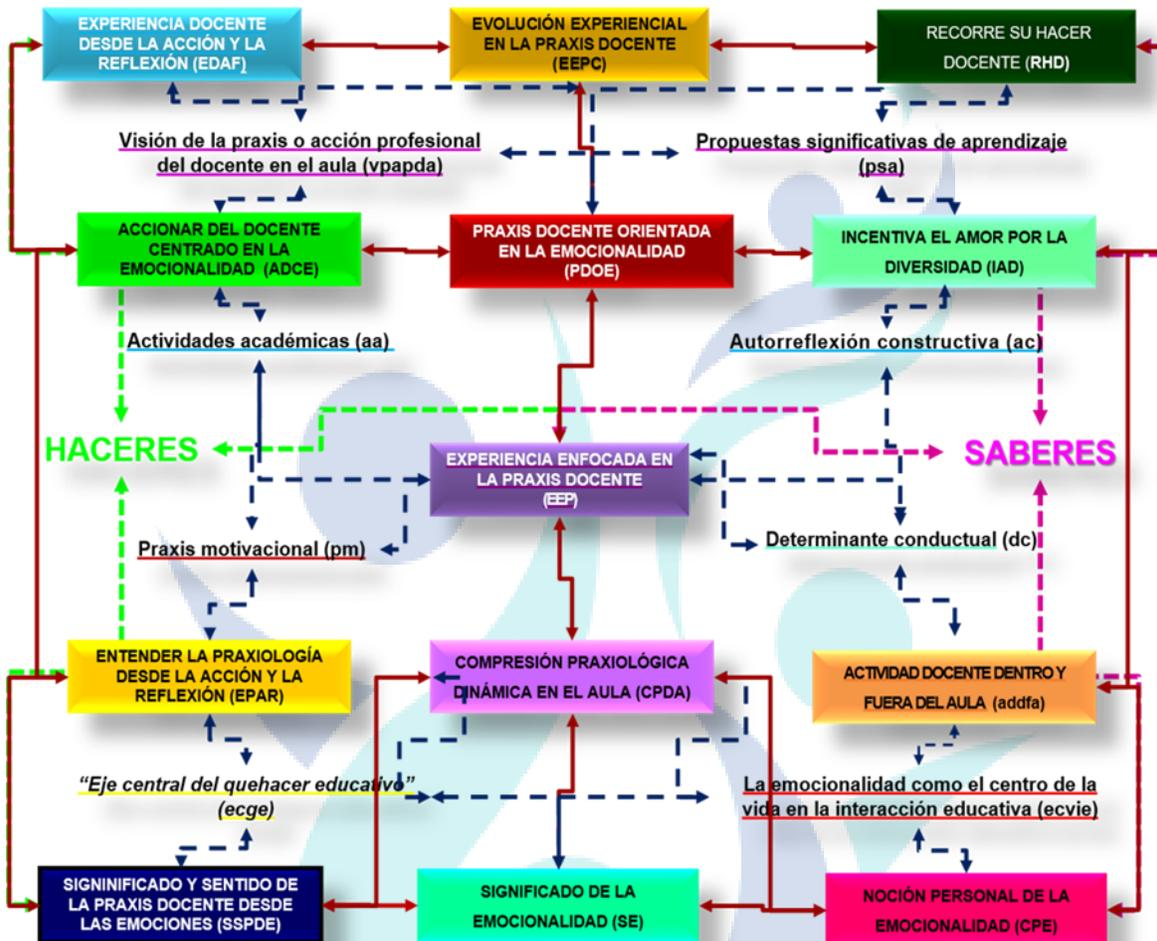 EXPERIENCIA DOCENTE
DESDE LA ACCIÓN Y LA
REFLEXIÓN (EDAF)
EVOLUCIÓN EXPERIENCIAL
EN LA PRAXIS DOCENTE
(EEPC)
RECORRE SU HACER
DOCENTE (RHD)
Visión de la praxis o acción profesional
del docente en el aula (vpapda)
Propuestas significativas de aprendizaje
(psa)
ACCIONAR DEL DOCENTE
CENTRADO EN LA
EMOCIONALIDAD (ADCE)
PRAXIS DOCENTE ORIENTADA
EN LA EMOCIONALIDAD
(PDOE)
INCENTIVA EL AMOR POR LA
DIVERSIDAD (IAD)
Actividades académicas (aa)
Autorreflexión constructiva (ac)
HACERES
EXPERIENCIA ENFOCADA EN
LA PRAXIS DOCENTE
(EEP)
SABERES
Praxis motivacional (pm)
Determinante conductual (dc)
ENTENDER LA PRAXIOLOGÍA
DESDE LA ACCIÓN Y LA
REFLEXIÓN (EPAR)
COMPRESIÓN PRAXIOLÓGICA
DINÁMICA EN EL AULA (CPDA)
ACTIVIDAD DOCENTE DENTRO Y
FUERA DEL AULA (addfa)
“Eje central del quehacer educativo”
(ecge)
La emocionalidad como el centro de la
vida en la interacción educativa (ecvie)
SIGNINIFICADO Y SENTIDO DE
LA PRAXIS DOCENTE DESDE
LAS EMOCIONES (SSPDE)
SIGNIFICADO DE LA
EMOCIONALIDAD (SE)
NOCIÓN PERSONAL DE LA
EMOCIONALIDAD (CPE)